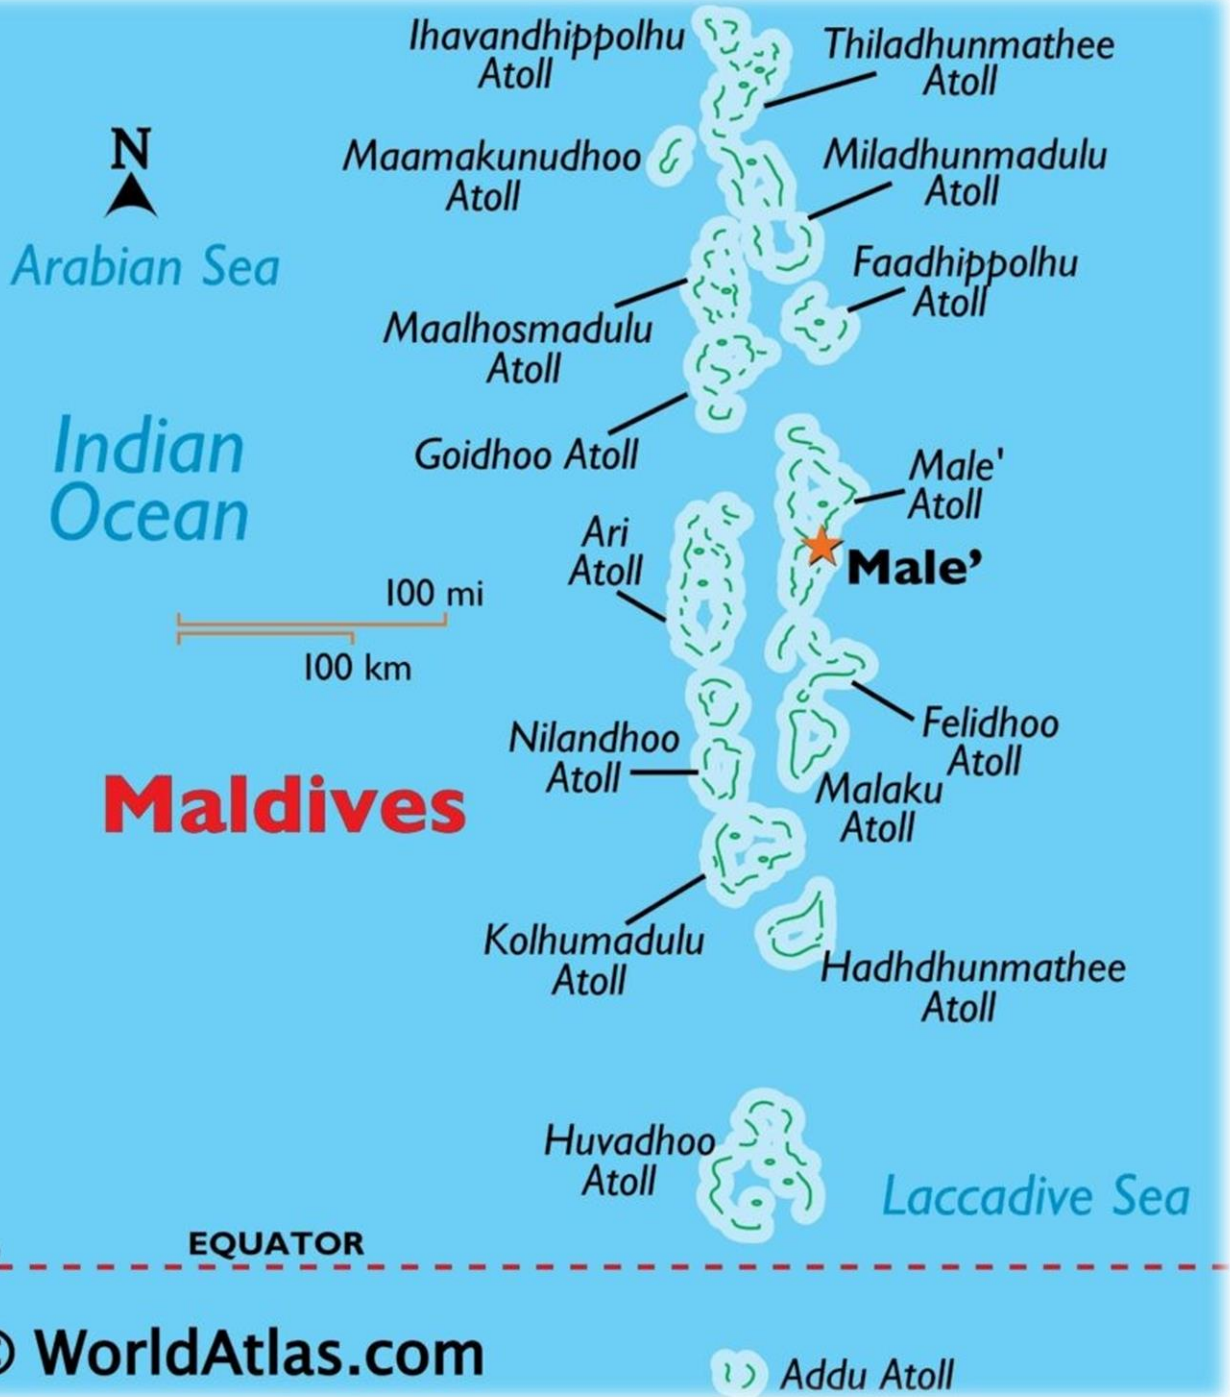 Ihavandhippolhu
Atoll
Thiladhunmathee
Atoll
N
Maamakunudhoo
Atoll
Miladhunmadulu
Atoll
Arabian Sea
Faadhippolhu
Atoll
Maalhosmadulu
Atoll
Indian
Ocean
Goidhoo Atoll
Male'
Atoll
Ari
Atoll
Male’
100 mi
100 km
Felidhoo
Atoll
Nilandhoo
Atoll
Maldives
Malaku
Atoll
Kolhumadulu
Atoll
Hadhdhunmathee
Atoll
Huvadhoo
Atoll
Laccadive Sea
EQUATOR
© WorldAtlas.com
Addu Atoll